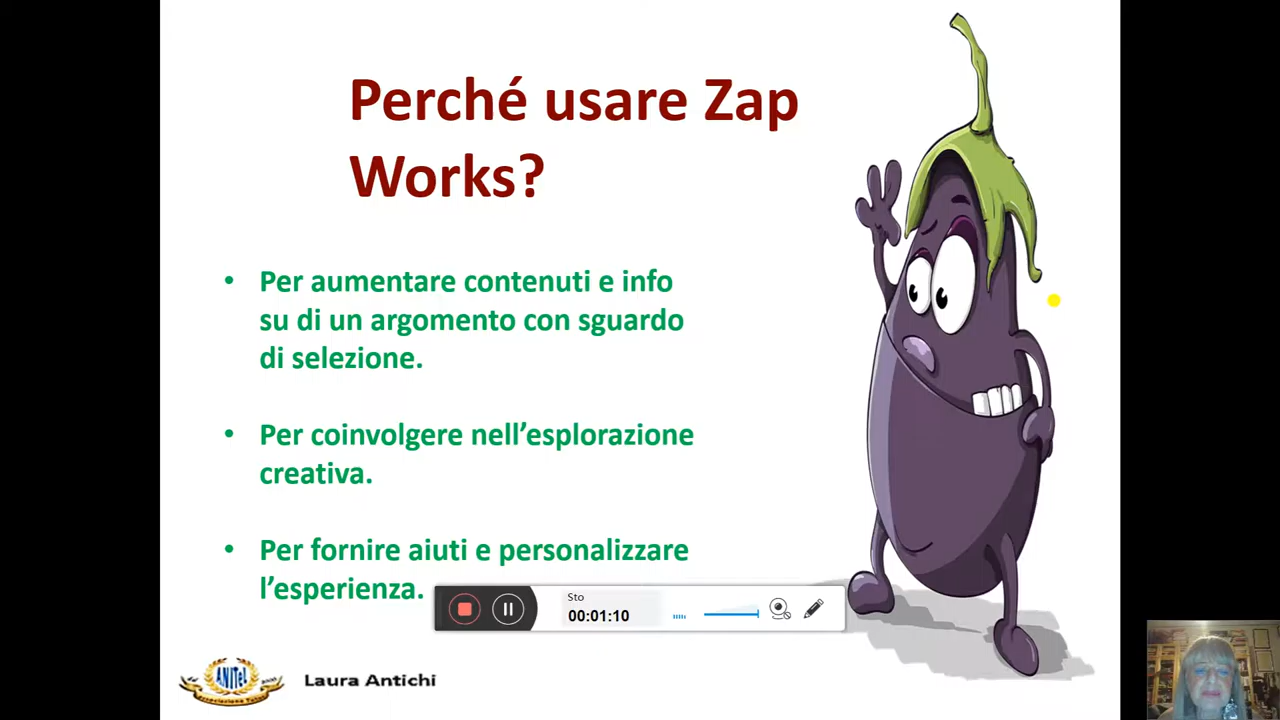 Perché usare Zap
Works?
• Per aumentare contenuti e info
su di un argomento con sguardo
di selezione.
• Per coinvolgere nell’esplorazione
creativa.
• Per fornire aiuti e personalizzare
l’esperienza.
Sto
00:01:10
ANITeL
Laura Antichi